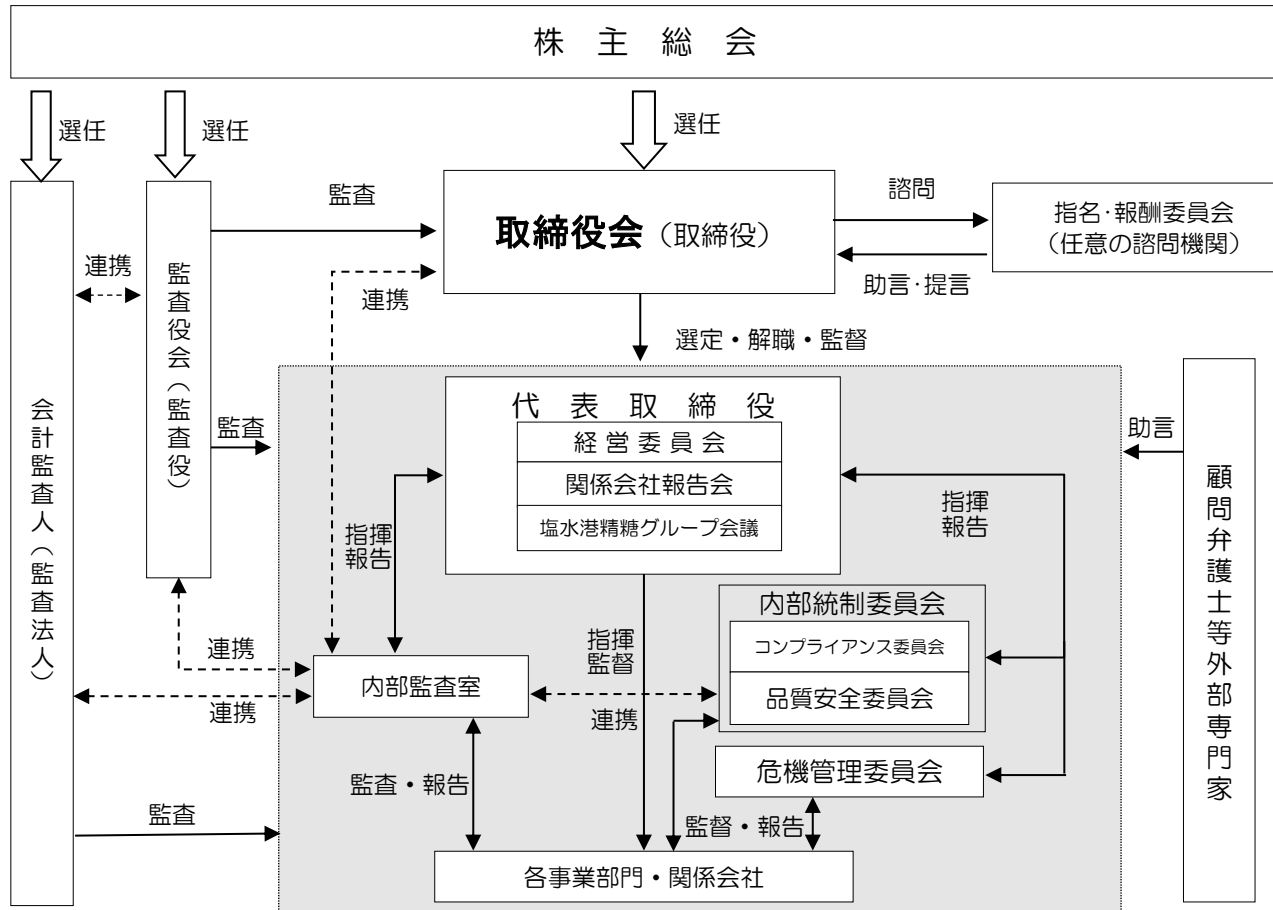 株主総会
選任
選任
選任
監査
取締役会（取締役）
諮問
指名･報酬委員会
（任意の諮問機関）
助言･提言
連携
連携
監査役会（監査役）
会計監査人（監査法人）
選定・解職・監督
代表取締役
経営委員会
関係会社報告会
塩水港精糖グループ会議
監査
助言
顧問弁護士等外部専門家
指揮
報告
指揮
報告
内部統制委員会
コンプライアンス委員会
品質安全委員会
指揮
監督
連携
内部監査室
連携
連携
危機管理委員会
監査・報告
監督・報告
監査
各事業部門・関係会社